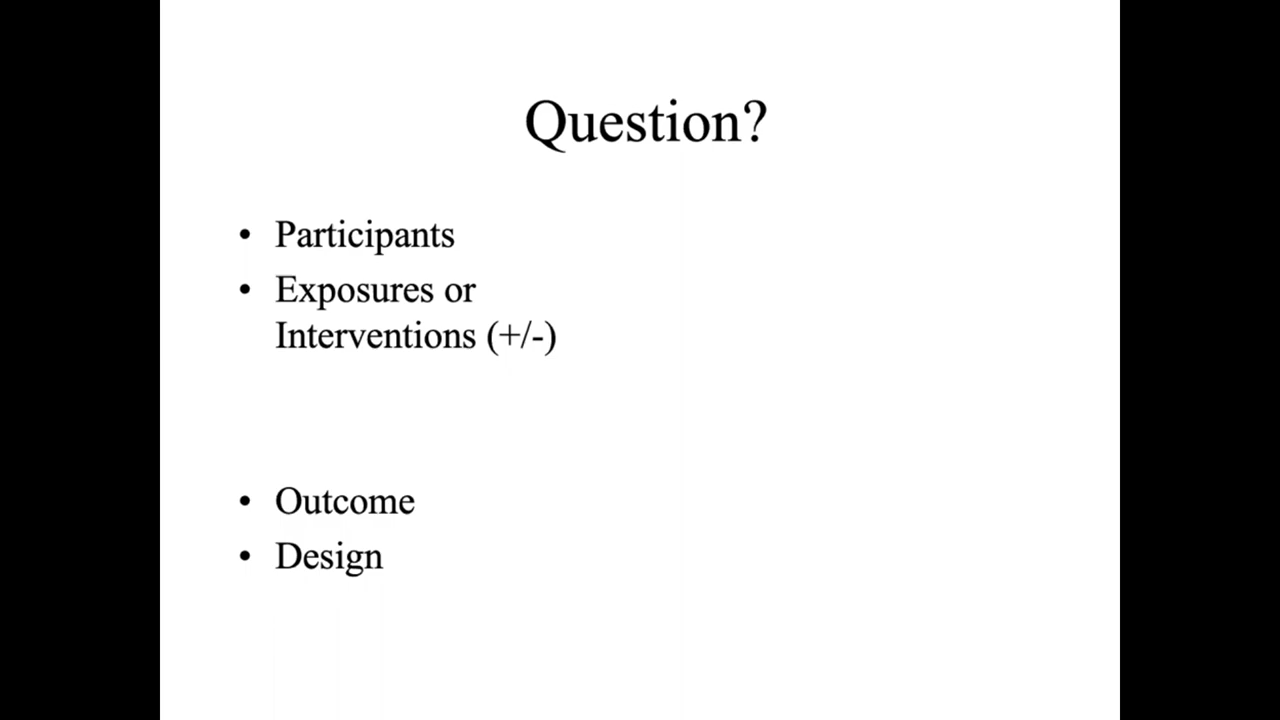 Question?
• Participants
• Exposures or
Interventions (+/-)
• Outcome
• Design